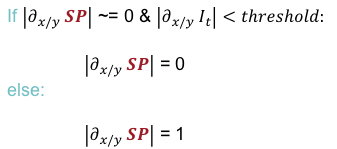 If |∂x/y SP| ~= 0 & |∂x/y It| < threshold:
|∂x/y SP| = 0
else:
|∂x/y SP| = 1